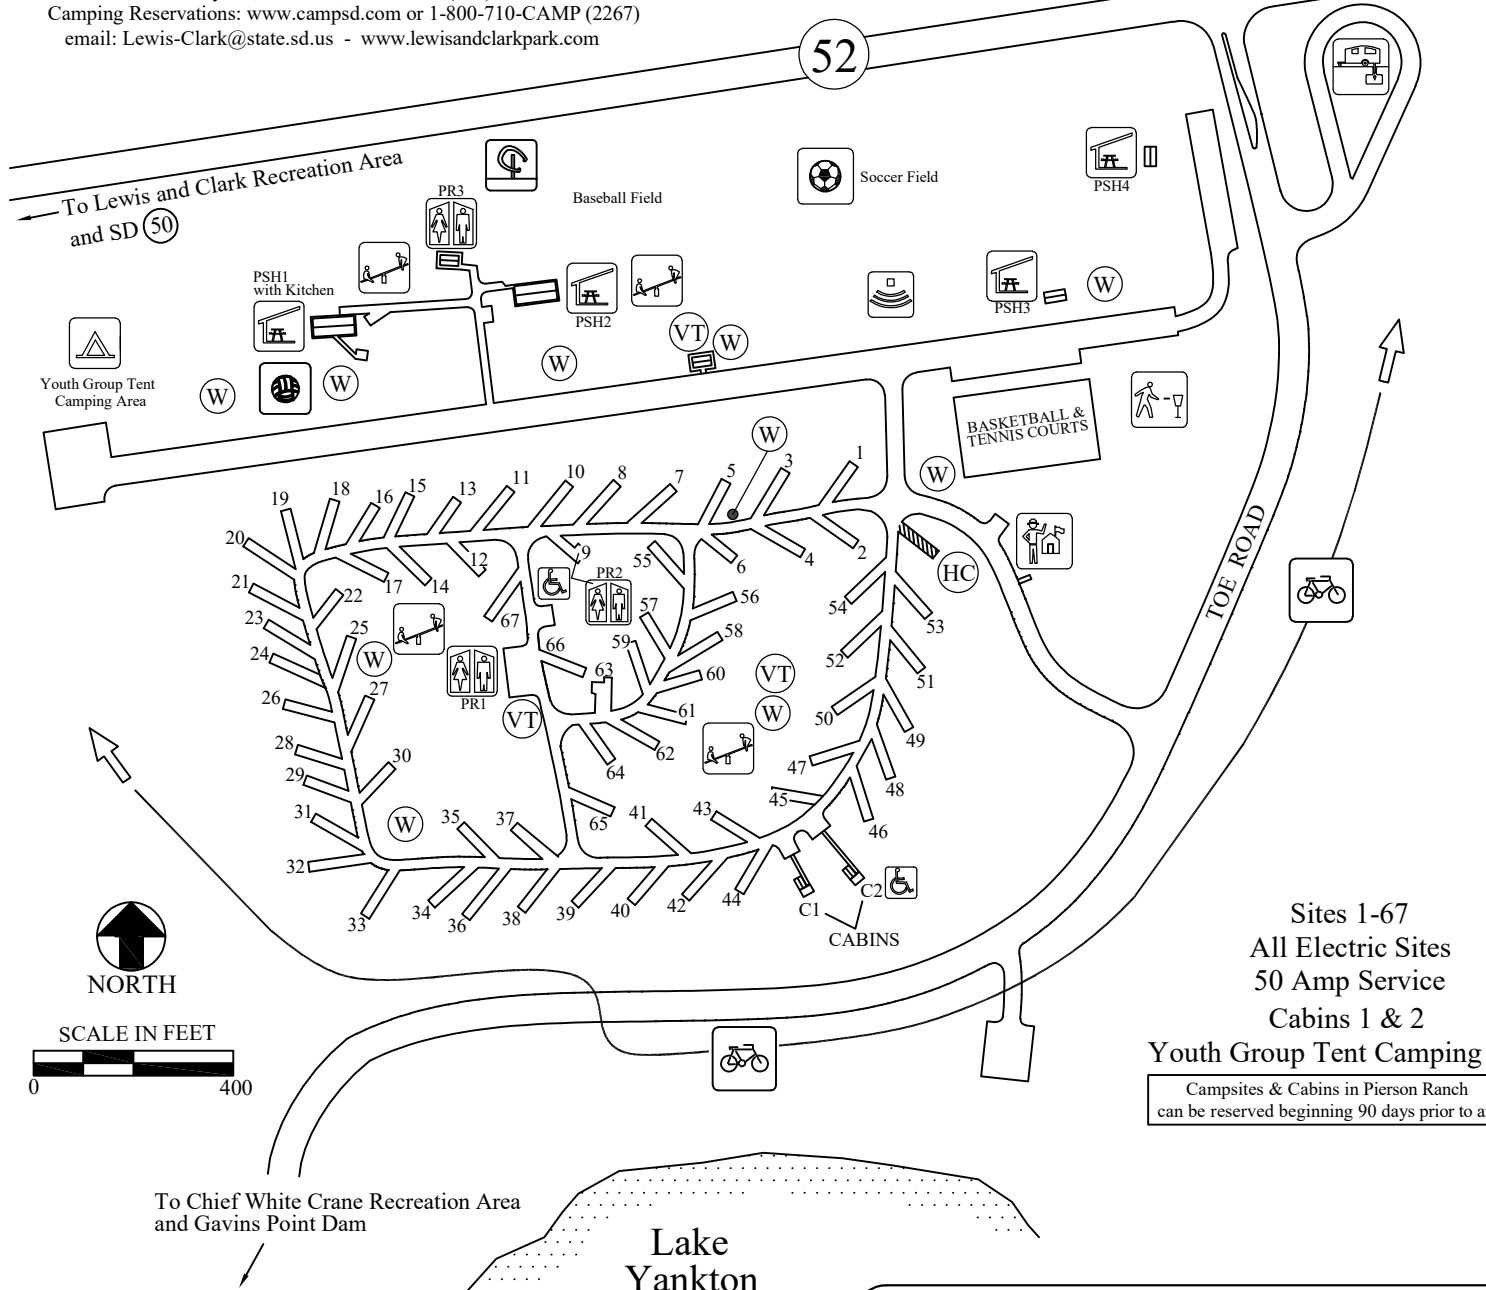 Camping Reservations: www.campsd.com or 1-800-710-CAMP (2267)
email: Lewis-Clark@state.sd.us - www.lewisandclarkpark.com
52
To Lewis and Clark Recreation Area
and SD 50
PR3
Baseball Field
Soccer Field
PSH4
PSH1
with Kitchen
PSH2
PSH3
W
VT
W
W
W
W
Youth Group Tent
Camping Area
BASKETBALL &
TENNIS COURTS
W
W
1
3
5
7
8
10
11
13
15
16
18
19
20
21
23
24
26
28
29
31
32
33
34
36
38
39
40
42
44
2
4
6
9
12
14
17
22
25
27
30
35
37
41
43
45
46
47
48
49
50
51
52
53
54
55
56
57
58
59
60
61
62
63
64
65
66
67
PR2
PR1
HC
W
VT
VT
W
W
TOE ROAD
C1
C2
CABINS
NORTH
SCALE IN FEET
0
400
Sites 1-67
All Electric Sites
50 Amp Service
Cabins 1 & 2
Youth Group Tent Camping
Campsites & Cabins in Pierson Ranch
can be reserved beginning 90 days prior to
To Chief White Crane Recreation Area
and Gavins Point Dam
Lake
Yankton